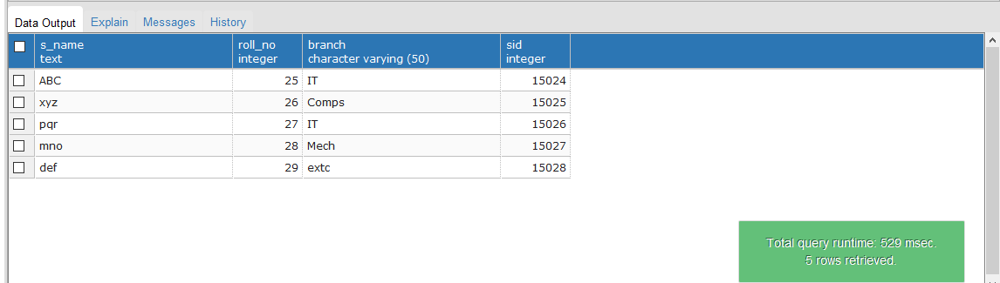 Data Output Explain Messages History
s_name roll_no branch sid
text integer character varying (50) integer
ABC 25 IT 15024
xyz 26 Comps 15025
pqr 27 IT 15026
mno 28 Mech 15027
def 29 extc 15028
Total query runtime: 529 msec.
5 rows retrieved.